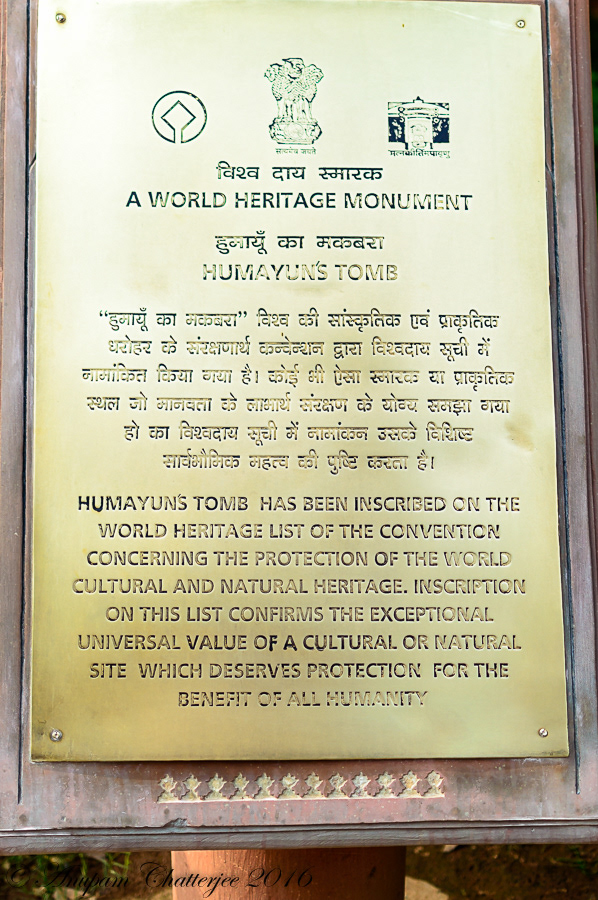 सत्यमेव जयते
प्रत्नकीर्तिमपावृणु
विश्व दाय स्मारक
A WORLD HERITAGE MONUMENT
हुमायूँ का मकबरा
HUMAYUN'S TOMB
“हुमायूँ का मकबरा” विश्व की सांस्कृतिक एवं प्राकृतिक
धरोहर के संरक्षणार्थ कन्वेन्शन द्वारा विश्वदाय सूची में
नामांकित किया गया है। कोई भी ऐसा स्मारक या प्राकृतिक
स्थल जो मानवता के लाभार्थ संरक्षण के योग्य समझा गया
हो का विश्वदाय सूची में नामांकन उसके विशिष्ट
सार्वभौमिक महत्व की पुष्टि करता है।
HUMAYUN'S TOMB HAS BEEN INSCRIBED ON THE
WORLD HERITAGE LIST OF THE CONVENTION
CONCERNING THE PROTECTION OF THE WORLD
CULTURAL AND NATURAL HERITAGE. INSCRIPTION
ON THIS LIST CONFIRMS THE EXCEPTIONAL
UNIVERSAL VALUE OF A CULTURAL OR NATURAL
SITE WHICH DESERVES PROTECTION FOR THE
BENEFIT OF ALL HUMANITY
© Anupam Chatterjee 2016